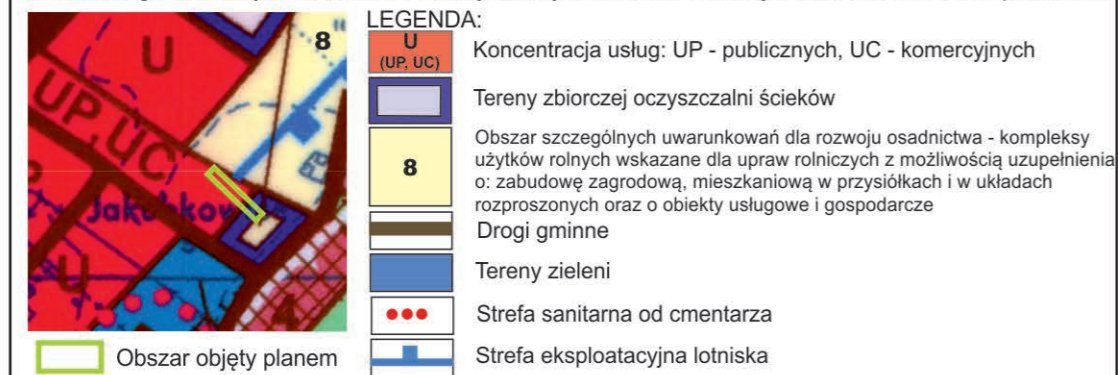 LEGENDA:
U
(UP, UC)
Koncentracja usług: UP - publicznych, UC - komercyjnych
Tereny zbiorczej oczyszczalni ścieków
8
Obszar szczególnych uwarunkowań dla rozwoju osadnictwa - kompleksy
użytków rolnych wskazane dla upraw rolniczych z możliwością uzupełnienia
o: zabudowę zagrodową, mieszkaniową w przysiółkach i w układach
rozproszonych oraz o obiekty usługowe i gospodarcze
Drogi gminne
Tereny zieleni
Strefa sanitarna od cmentarza
Strefa eksploatacyjna lotniska
U
8
UP, UC
U
4
Obszar objęty planem